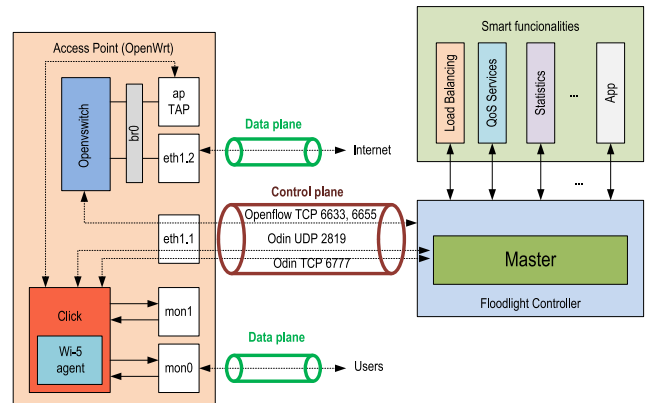 Access Point (OpenWrt)
Openvswitch
br0
ap
TAP
eth1.2
eth1.1
Click
Wi-5
agent
mon1
mon0
Data plane
Internet
Control plane
Openflow TCP 6633, 6655
Odin UDP 2819
Odin TCP 6777
Data plane
Users
Smart funcionalities
Load Balancing
QoS Services
Statistics
...
App
...
Master
Floodlight Controller